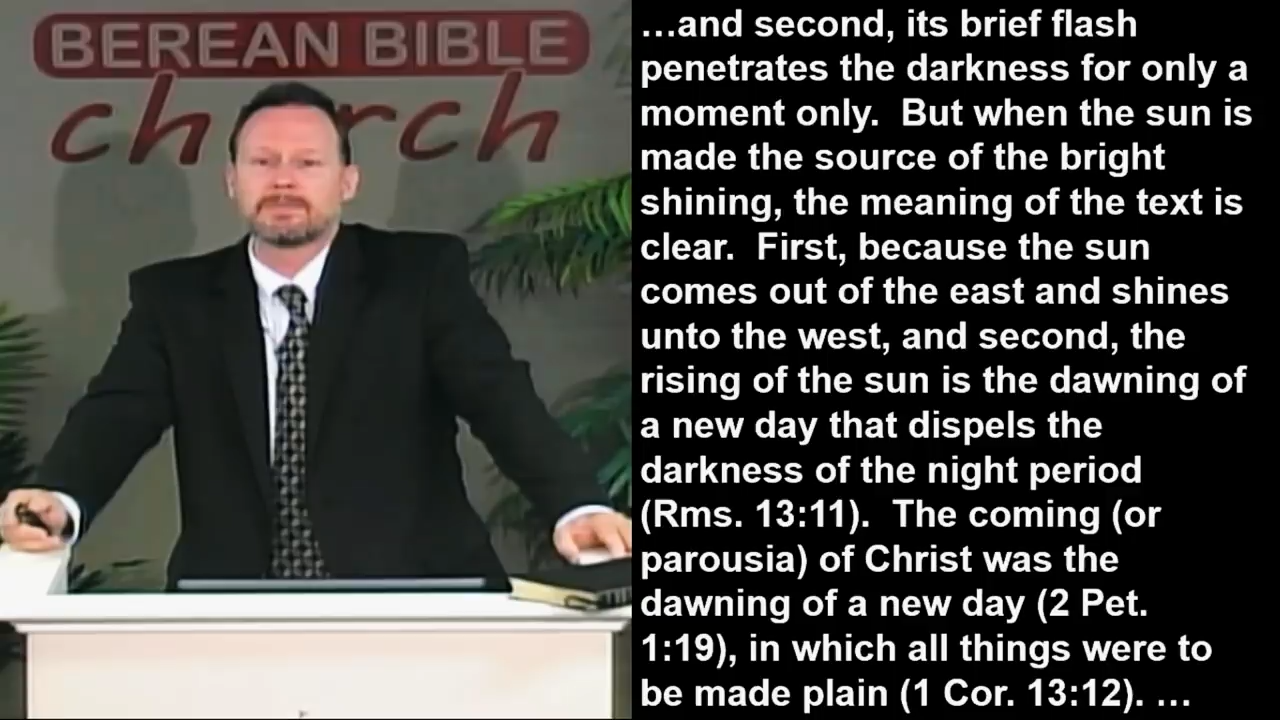 BEREAN BIBLE
church
…and second, its brief flash
penetrates the darkness for only a
moment only.  But when the sun is
made the source of the bright
shining, the meaning of the text is
clear.  First, because the sun
comes out of the east and shines
unto the west, and second, the
rising of the sun is the dawning of
a new day that dispels the
darkness of the night period
(Rms. 13:11).  The coming (or
parousia) of Christ was the
dawning of a new day (2 Pet.
1:19), in which all things were to
be made plain (1 Cor. 13:12). …